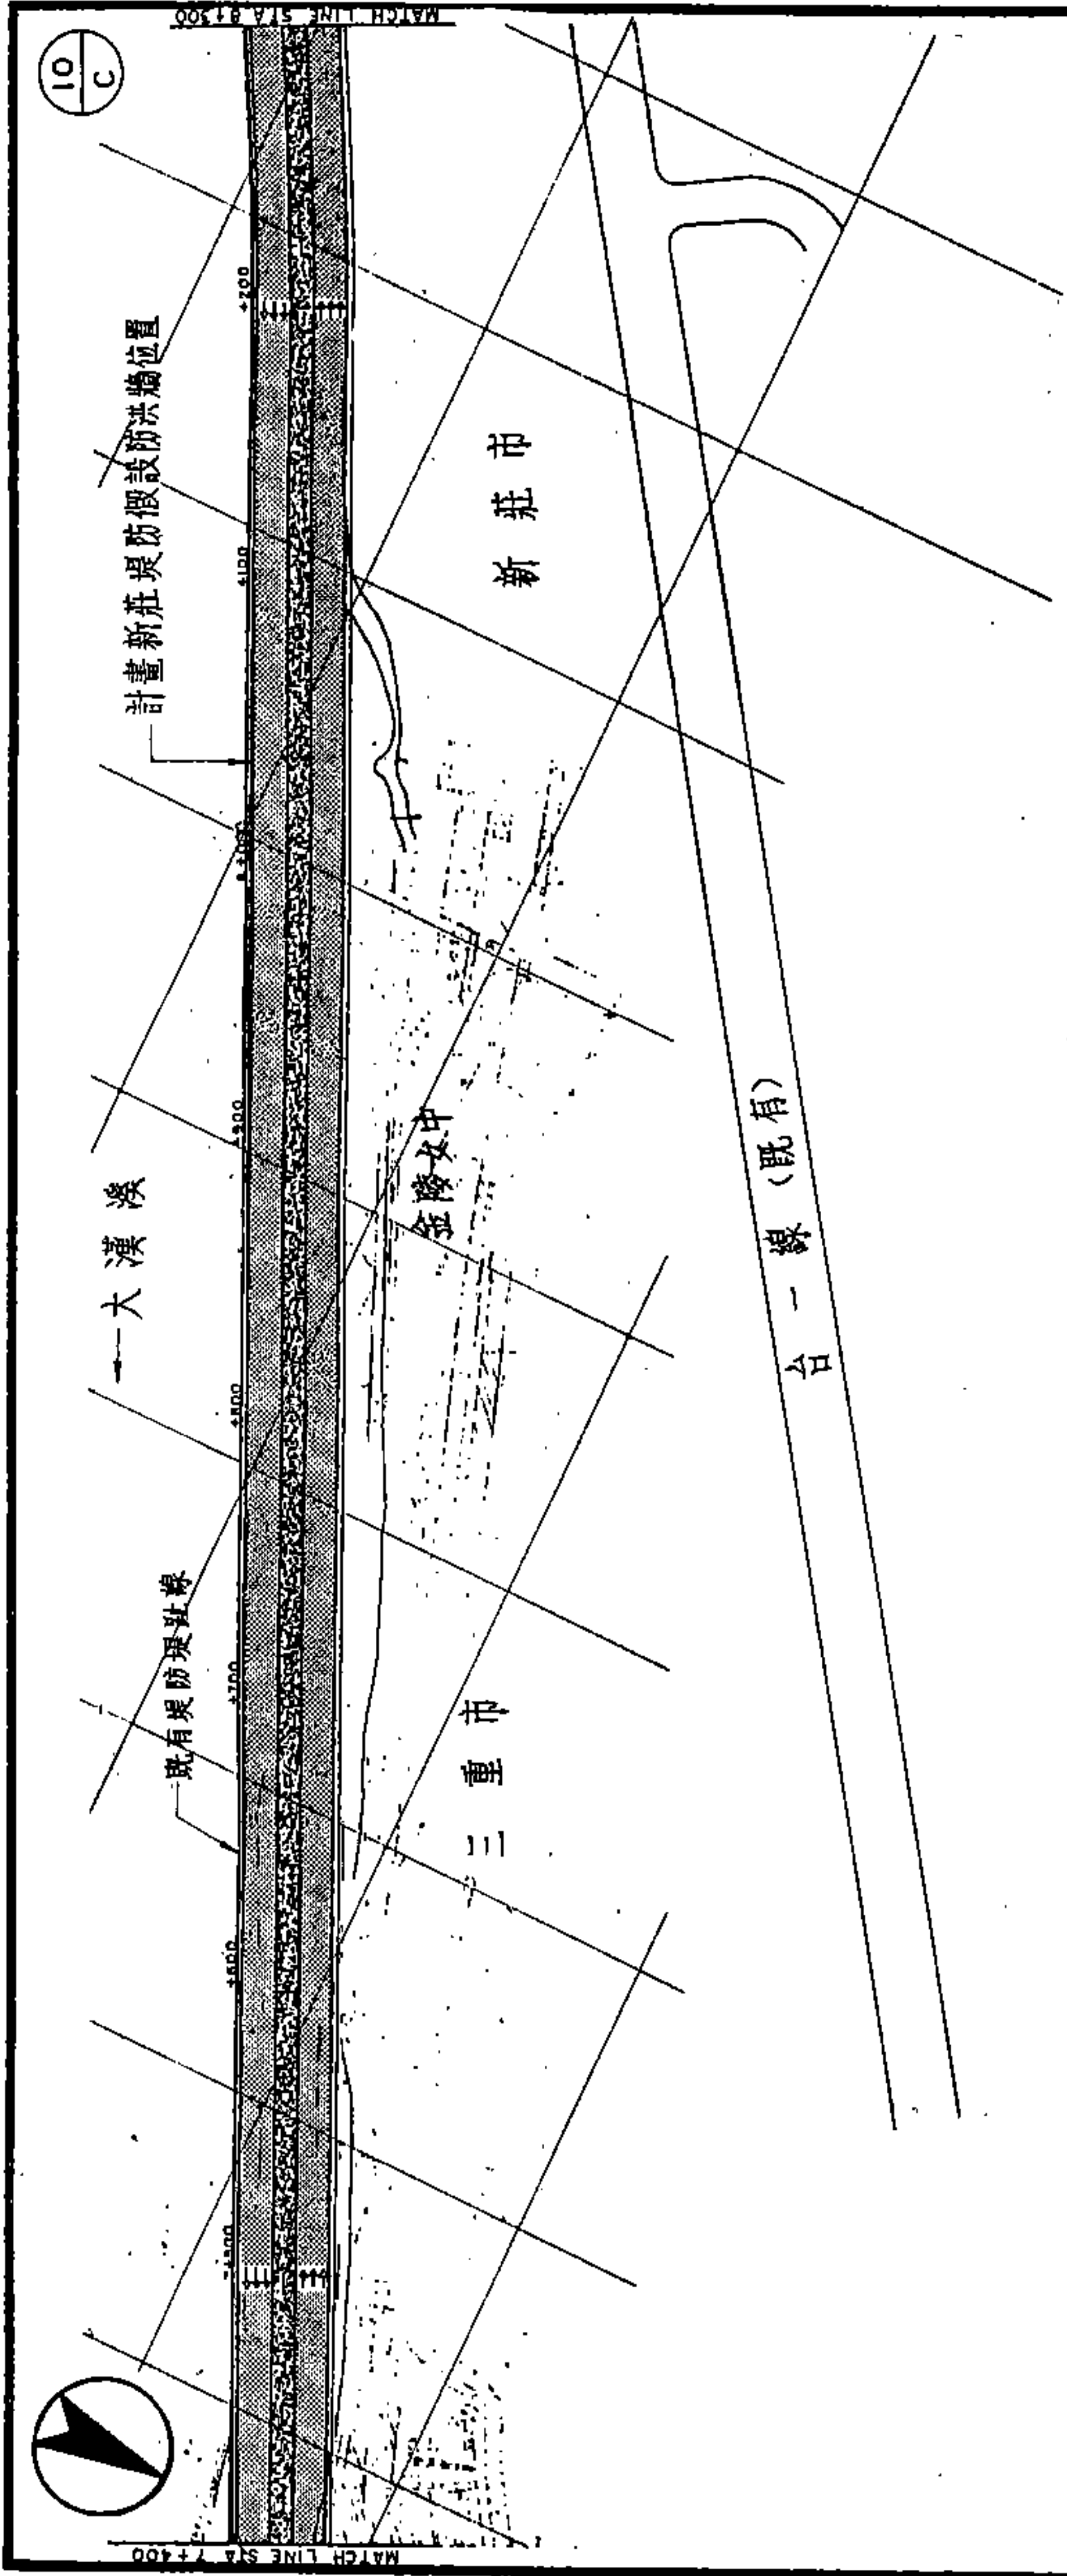 10
C
MATCH LINE STA 8+300
計畫新莊堤防假設防洪牆位置
+200
+100
8+000
+900
+800
+700
+600
7+500
←大漢溪
既有堤防堤趾線
新莊市
金陵女中
三重市
台一線(既有)
MATCH LINE STA 7+400